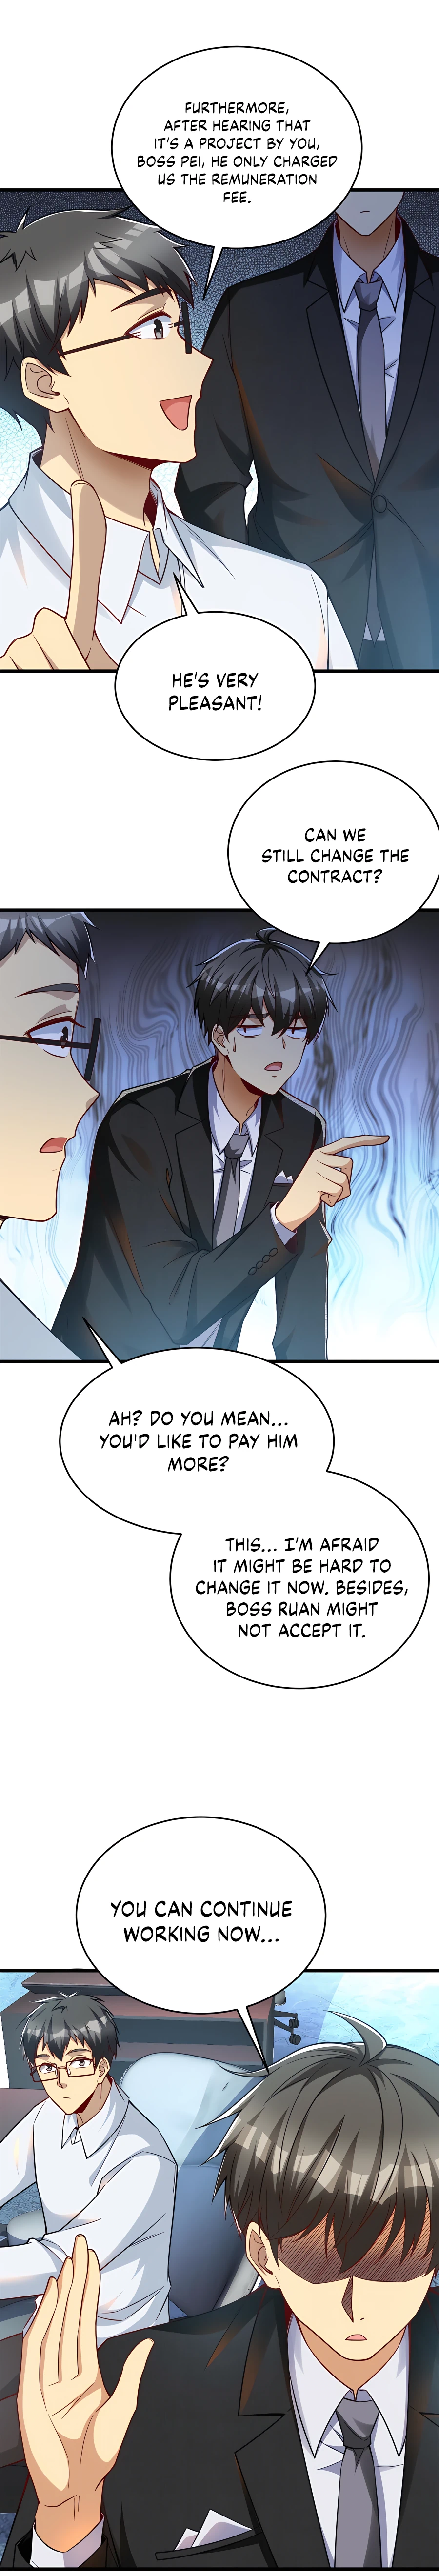 FURTHERMORE,
AFTER HEARING THAT
IT'S A PROJECT BY YOU,
BOSS PEI, HE ONLY CHARGED
US THE REMUNERATION
FEE.
HE'S VERY
PLEASANT!
CAN WE
STILL CHANGE THE
CONTRACT?
AH? DO YOU MEAN...
YOU'D LIKE TO PAY HIM
MORE?
THIS... I'M AFRAID
IT MIGHT BE HARD TO
CHANGE IT NOW. BESIDES,
BOSS RUAN MIGHT
NOT ACCEPT IT.
YOU CAN CONTINUE
WORKING NOW...